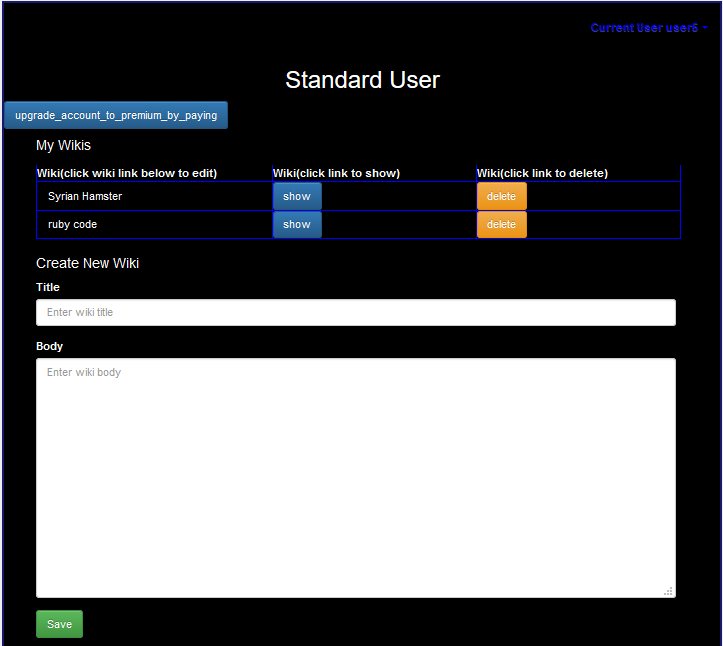 Current User user6
Standard User
upgrade_account_to_premium_by_paying
My Wikis
Wiki(click wiki link below to edit) Wiki(click link to show) Wiki(click link to delete)
Syrian Hamster show delete
ruby code show delete
Create New Wiki
Title
Enter wiki title
Body
Enter wiki body
Save